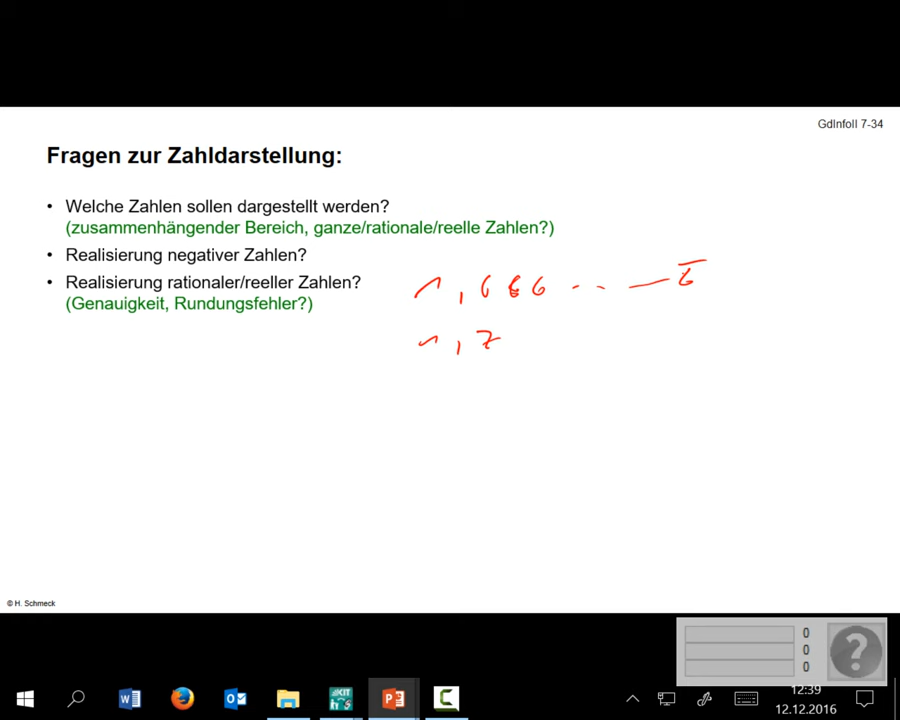 GdInfoII 7-34
Fragen zur Zahldarstellung:
• Welche Zahlen sollen dargestellt werden?
(zusammenhängender Bereich, ganze/rationale/reelle Zahlen?)
• Realisierung negativer Zahlen?
• Realisierung rationaler/reeller Zahlen?
(Genauigkeit, Rundungsfehler?)
1,666 .. — 6̅
1,7
© H. Schmeck
0
0
0
?
12:39
12.12.2016